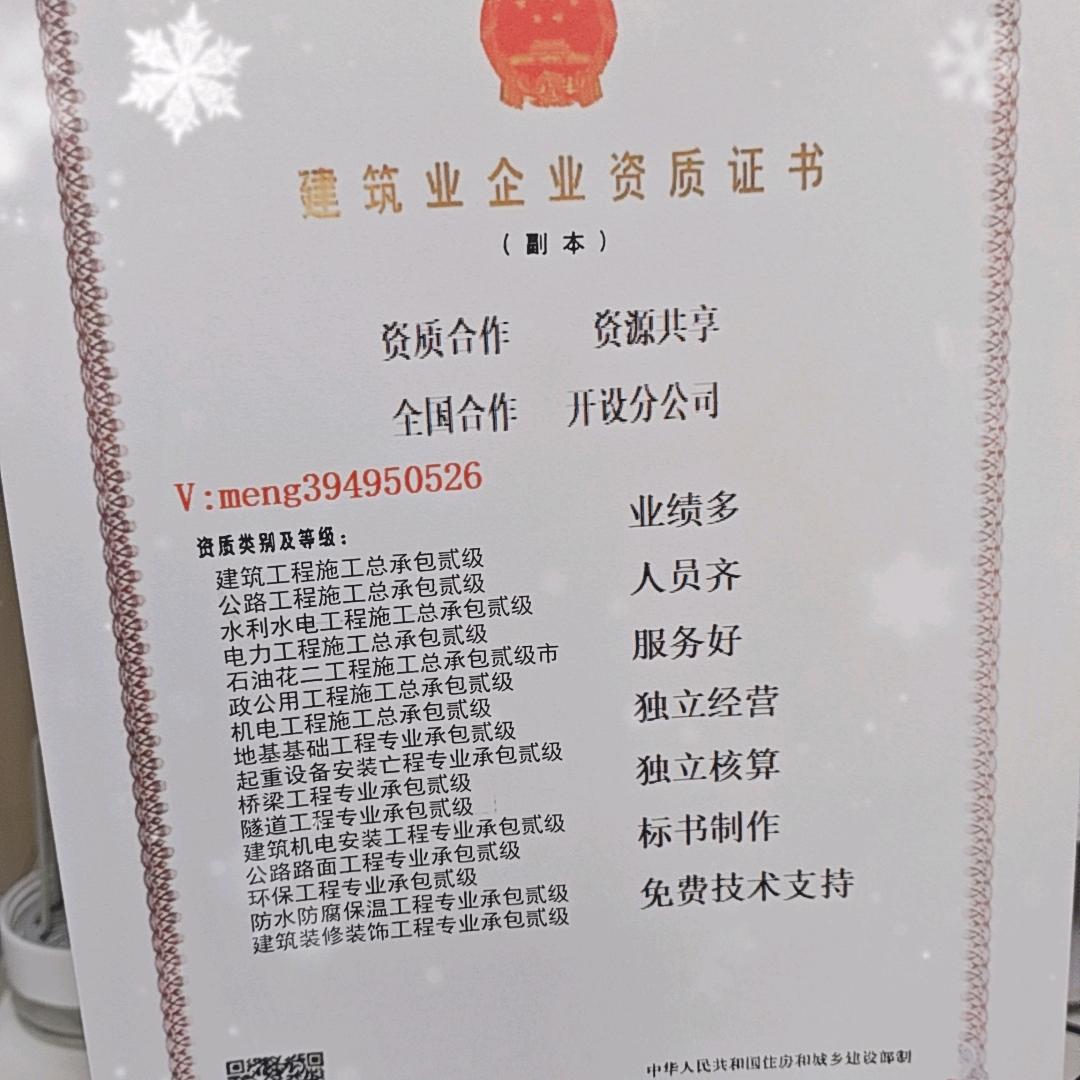 建筑业企业资质证书
（副本）
资质合作 资源共享
全国合作 开设分公司
V:meng394950526
资质类别及等级：
建筑工程施工总承包贰级
公路工程施工总承包贰级
水利水电工程施工总承包贰级
电力工程施工总承包贰级
石油花二工程施工总承包贰级市
政公用工程施工总承包贰级
机电工程施工总承包贰级
地基基础工程专业承包贰级
起重设备安装亡程专业承包贰级
桥梁工程专业承包贰级
隧道工程专业承包贰级
建筑机电安装工程专业承包贰级
公路路面工程专业承包贰级
环保工程专业承包贰级
防水防腐保温工程专业承包贰级
建筑装修装饰工程专业承包贰级
业绩多
人员齐
服务好
独立经营
独立核算
标书制作
免费技术支持
中华人民共和国住房和城乡建设部制